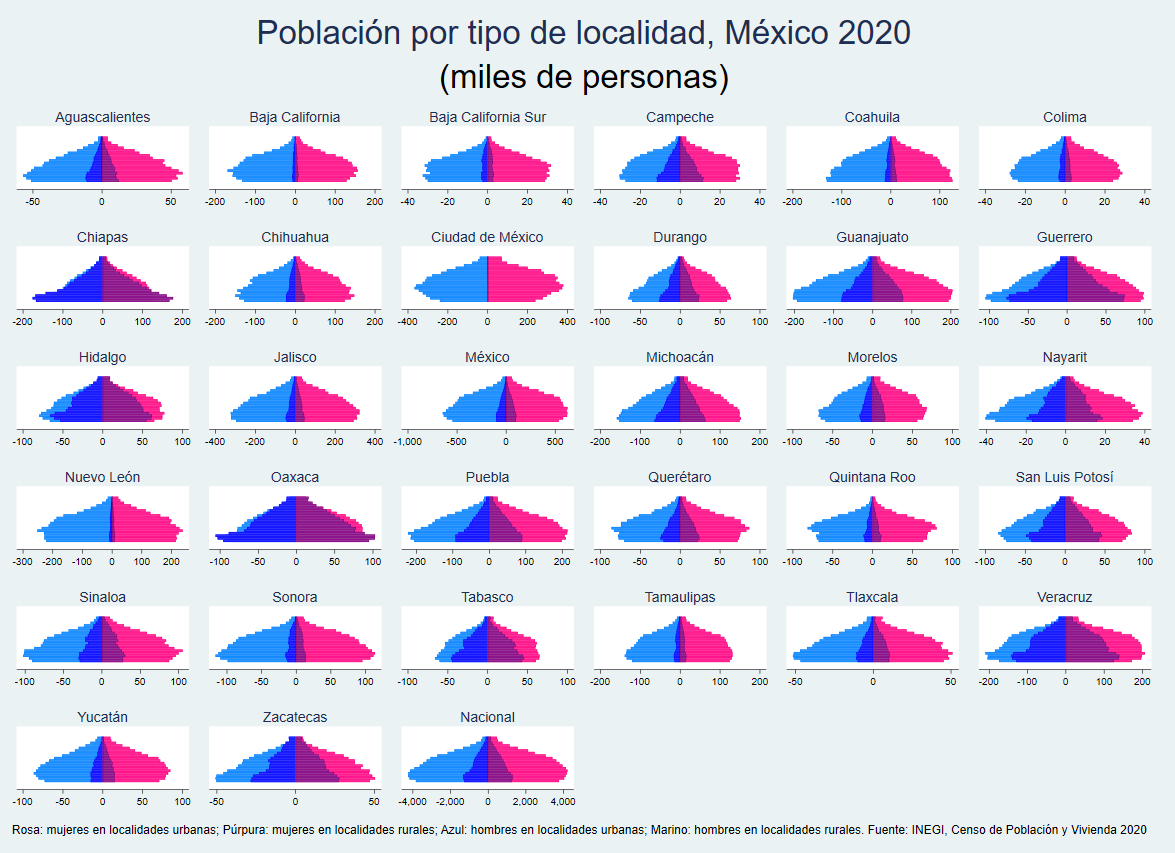 Población por tipo de localidad, México 2020
(miles de personas)
Aguascalientes Baja California Baja California Sur Campeche Coahuila Colima
-50 0 50 -200 -100 0 100 200 -40 -20 0 20 40 -40 -20 0 20 40 -200 -100 0 100 -40 -20 0 20 40
Chiapas Chihuahua Ciudad de México Durango Guanajuato Guerrero
-200 -100 0 100 200 -200 -100 0 100 200 -400 -200 0 200 400 -100 -50 0 50 100 -200 -100 0 100 200 -100 -50 0 50 100
Hidalgo Jalisco México Michoacán Morelos Nayarit
-100 -50 0 50 100 -400 -200 0 200 400 -1,000 -500 0 500 -200 -100 0 100 200 -100 -50 0 50 100 -40 -20 0 20 40
Nuevo León Oaxaca Puebla Querétaro Quintana Roo San Luis Potosí
-300 -200 -100 0 100 200 -100 -50 0 50 100 -200 -100 0 100 200 -100 -50 0 50 100 -100 -50 0 50 100 -100 -50 0 50 100
Sinaloa Sonora Tabasco Tamaulipas Tlaxcala Veracruz
-100 -50 0 50 100 -100 -50 0 50 100 -100 -50 0 50 100 -200 -100 0 100 200 -50 0 50 -200 -100 0 100 200
Yucatán Zacatecas Nacional
-100 -50 0 50 100 -50 0 50 -4,000 -2,000 0 2,000 4,000
Rosa: mujeres en localidades urbanas; Púrpura: mujeres en localidades rurales; Azul: hombres en localidades urbanas; Marino: hombres en localidades rurales. Fuente: INEGI, Censo de Población y Vivienda 2020